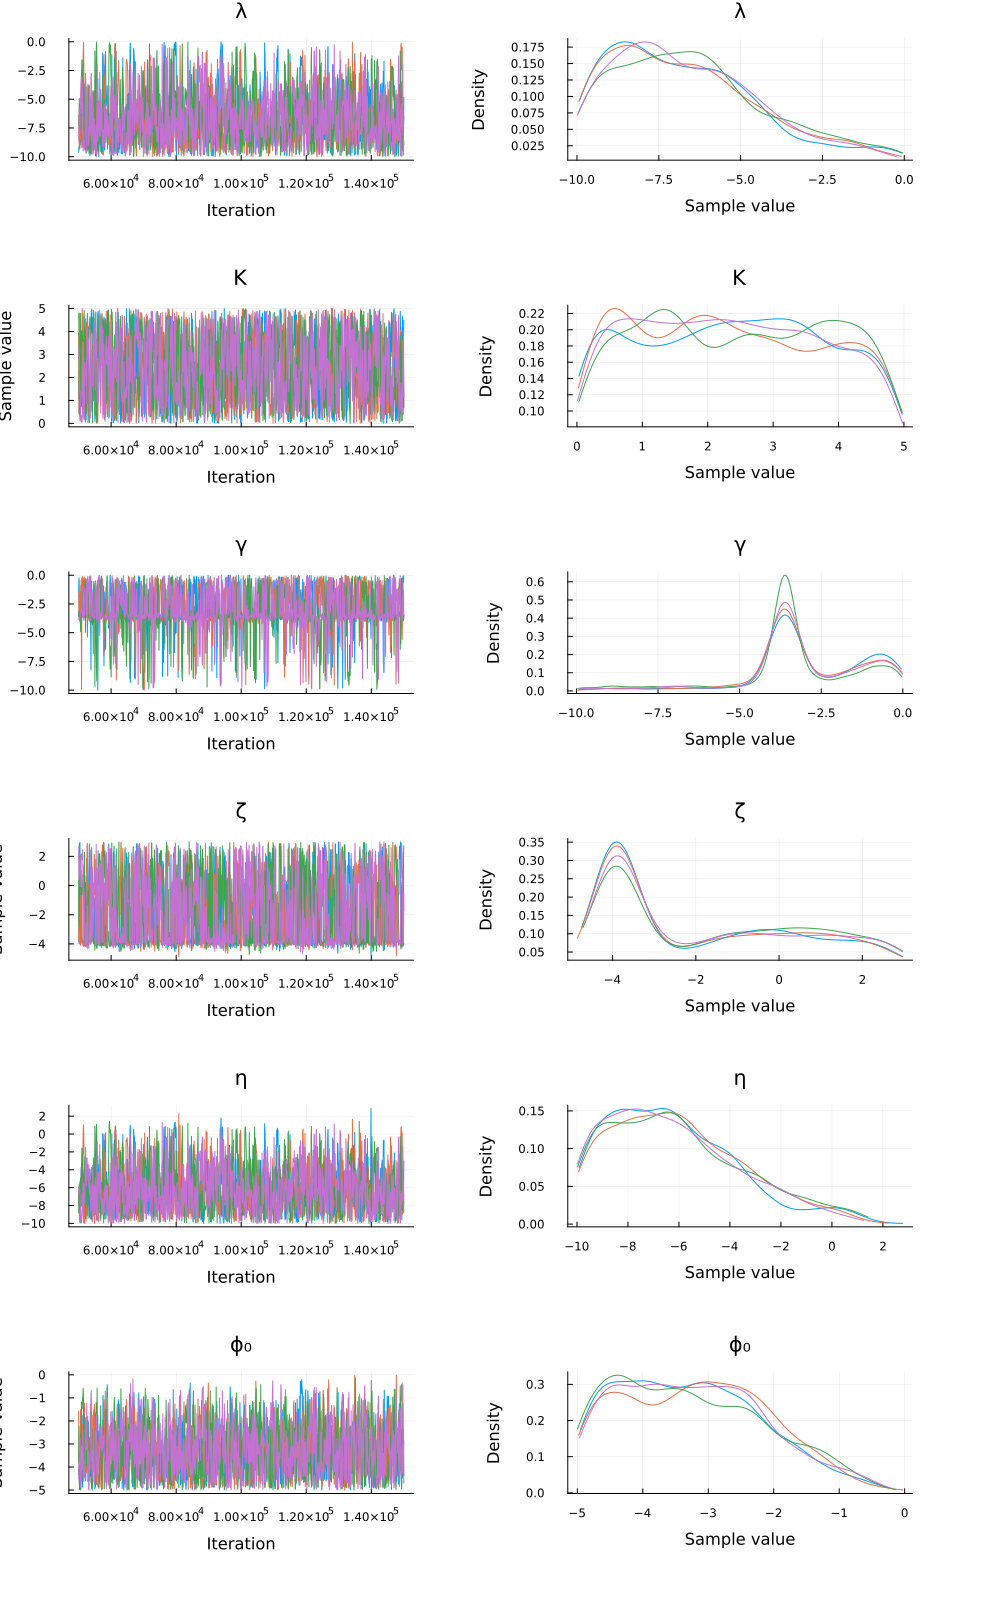 λ
λ
0.0
−2.5
−5.0
−7.5
−10.0
6.00×10⁴ 8.00×10⁴ 1.00×10⁵ 1.20×10⁵ 1.40×10⁵
Iteration
Density
0.175
0.150
0.125
0.100
0.075
0.050
0.025
−10.0 −7.5 −5.0 −2.5 0.0
Sample value
K
K
Sample value
5
4
3
2
1
0
6.00×10⁴ 8.00×10⁴ 1.00×10⁵ 1.20×10⁵ 1.40×10⁵
Iteration
Density
0.22
0.20
0.18
0.16
0.14
0.12
0.10
0 1 2 3 4 5
Sample value
γ
γ
0.0
−2.5
−5.0
−7.5
−10.0
6.00×10⁴ 8.00×10⁴ 1.00×10⁵ 1.20×10⁵ 1.40×10⁵
Iteration
Density
0.6
0.5
0.4
0.3
0.2
0.1
0.0
−10.0 −7.5 −5.0 −2.5 0.0
Sample value
ζ
ζ
2
0
−2
−4
6.00×10⁴ 8.00×10⁴ 1.00×10⁵ 1.20×10⁵ 1.40×10⁵
Iteration
Density
0.35
0.30
0.25
0.20
0.15
0.10
0.05
−4 −2 0 2
Sample value
η
η
2
0
−2
−4
−6
−8
−10
6.00×10⁴ 8.00×10⁴ 1.00×10⁵ 1.20×10⁵ 1.40×10⁵
Iteration
Density
0.15
0.10
0.05
0.00
−10 −8 −6 −4 −2 0 2
Sample value
ϕ₀
ϕ₀
0
−1
−2
−3
−4
−5
6.00×10⁴ 8.00×10⁴ 1.00×10⁵ 1.20×10⁵ 1.40×10⁵
Iteration
Density
0.3
0.2
0.1
0.0
−5 −4 −3 −2 −1 0
Sample value